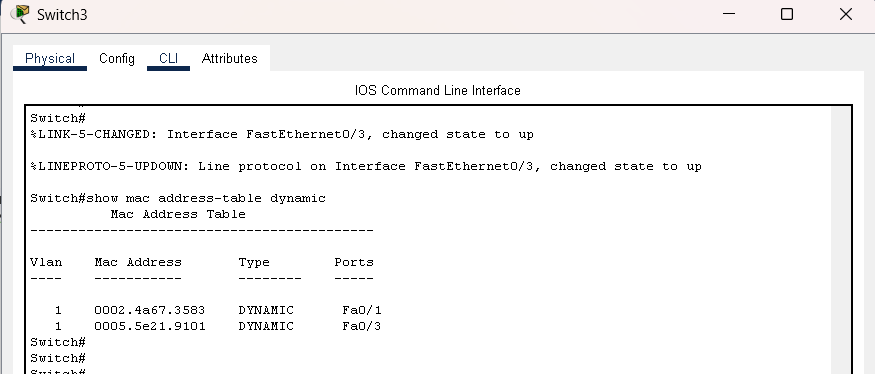 Switch3
Physical Config CLI Attributes
IOS Command Line Interface
Switch#
%LINK-5-CHANGED: Interface FastEthernet0/3, changed state to up
%LINEPROTO-5-UPDOWN: Line protocol on Interface FastEthernet0/3, changed state to up
Switch#show mac address-table dynamic
Mac Address Table
-------------------------------------------
Vlan Mac Address Type Ports
---- ----------- -------- -----
1 0002.4a67.3583 DYNAMIC Fa0/1
1 0005.5e21.9101 DYNAMIC Fa0/3
Switch#
Switch#
Switch#